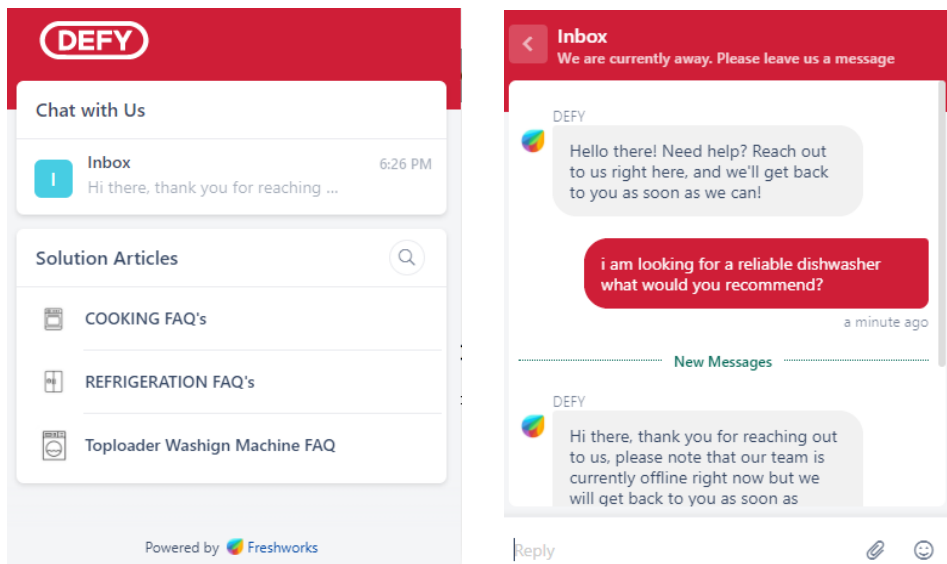 DEFY
Chat with Us
I
Inbox
6:26 PM
Hi there, thank you for reaching ...
Solution Articles
COOKING FAQ's
REFRIGERATION FAQ's
Toploader Washign Machine FAQ
Powered by Freshworks
Inbox
We are currently away. Please leave us a message
DEFY
Hello there! Need help? Reach out
to us right here, and we'll get back
to you as soon as we can!
i am looking for a reliable dishwasher
what would you recommend?
a minute ago
New Messages
DEFY
Hi there, thank you for reaching out
to us, please note that our team is
currently offline right now but we
will get back to you as soon as
Reply